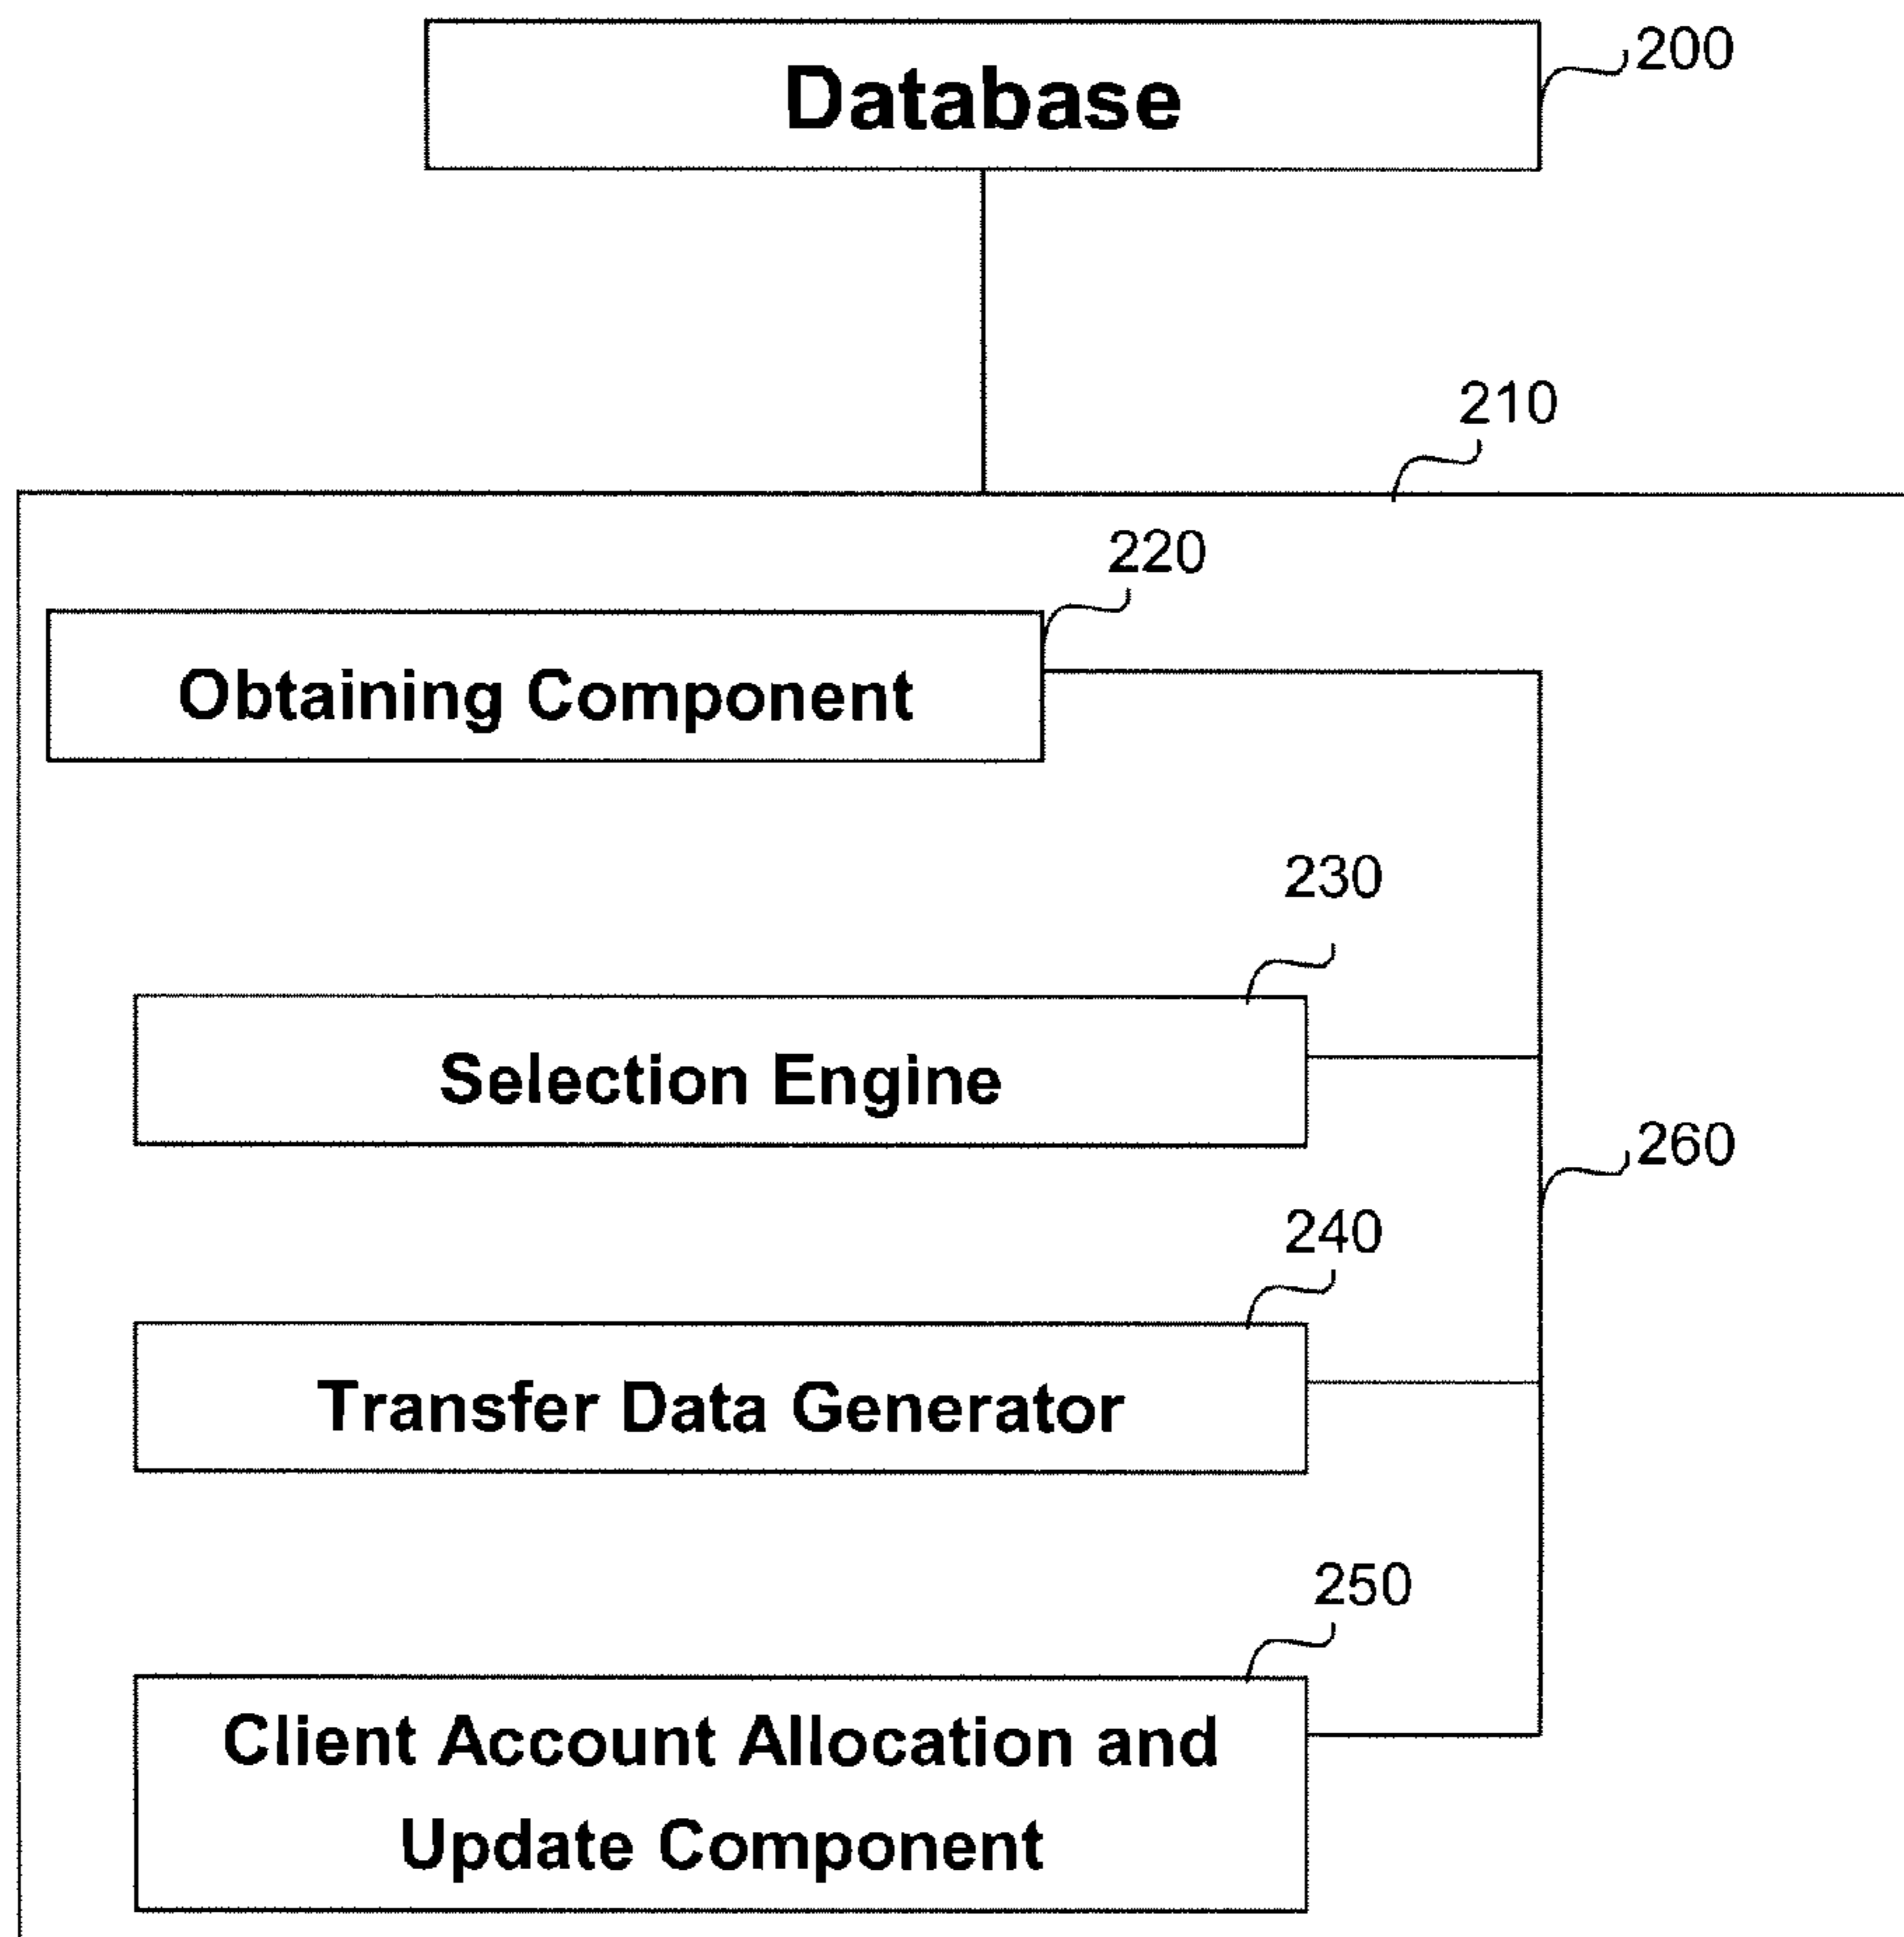 Database
200
210
220
Obtaining Component
230
Selection Engine
260
240
Transfer Data Generator
250
Client Account Allocation and
Update Component